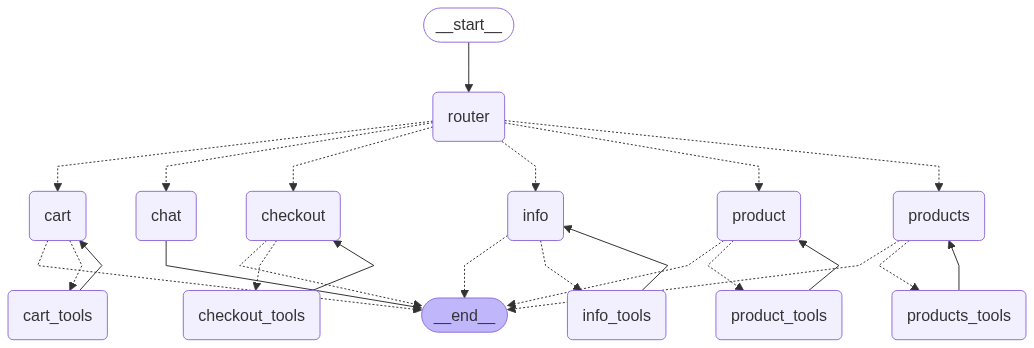 __start__
router
cart
chat
checkout
info
product
products
cart_tools
checkout_tools
__end__
info_tools
product_tools
products_tools